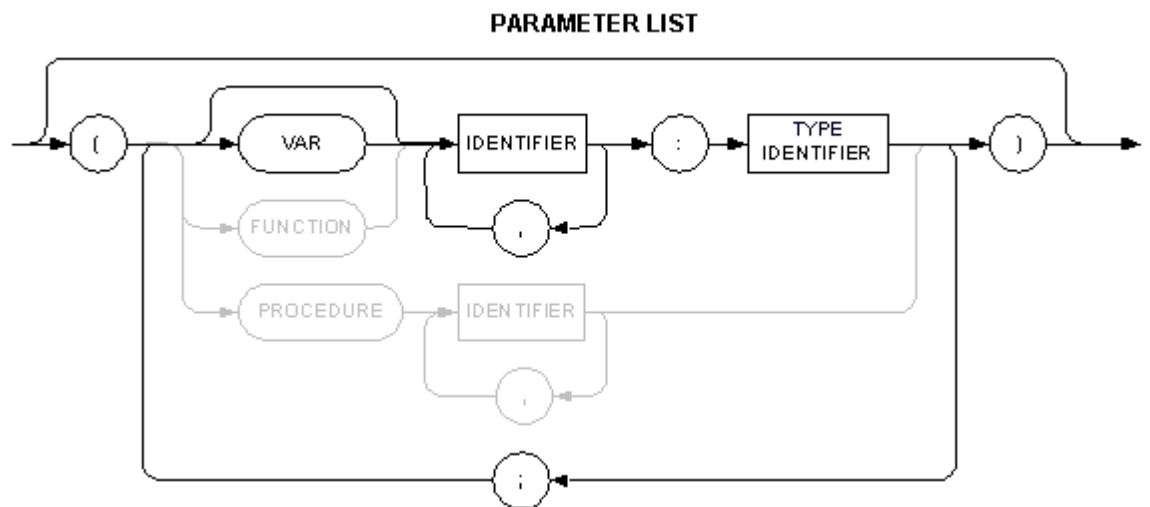 PARAMETER LIST
(
VAR
IDENTIFIER
:
TYPE
IDENTIFIER
)
FUNCTION
,
PROCEDURE
IDENTIFIER
,
;